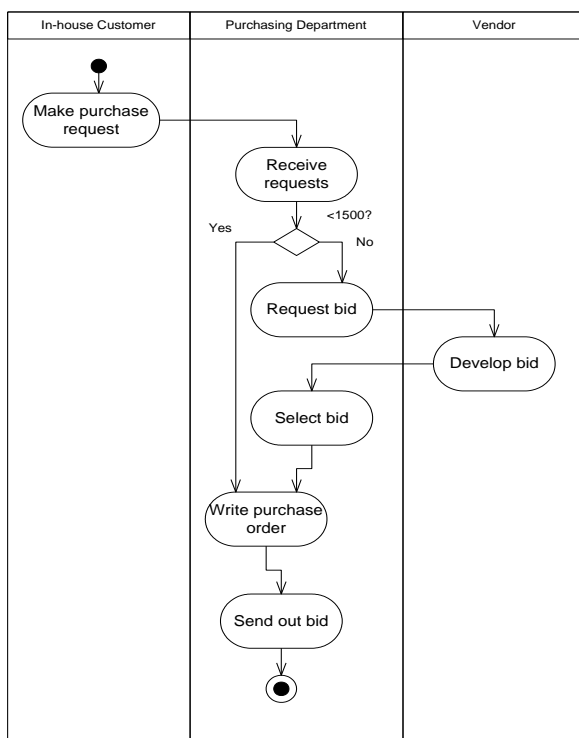 In-house Customer
Purchasing Department
Vendor
Make purchase
request
Receive
requests
<1500?
Yes
No
Request bid
Develop bid
Select bid
Write purchase
order
Send out bid